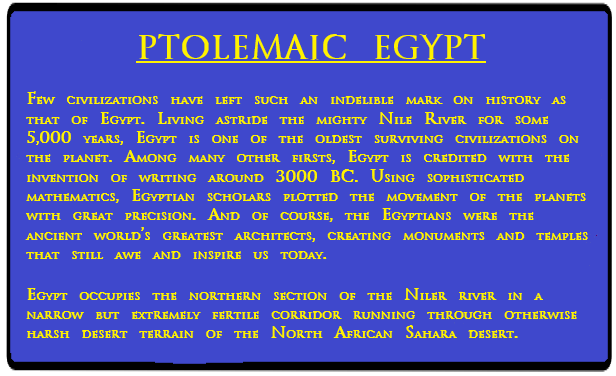 PTOLEMAIC EGYPT
Few civilizations have left such an indelible mark on history as
that of Egypt. Living astride the mighty Nile River for some
5,000 years, Egypt is one of the oldest surviving civilizations on
the planet. Among many other firsts, Egypt is credited with the
invention of writing around 3000 BC. Using sophisticated
mathematics, Egyptian scholars plotted the movement of the planets
with great precision. And of course, the Egyptians were the
ancient world's greatest architects, creating monuments and temples
that still awe and inspire us today.
Egypt occupies the northern section of the Niler river in a
narrow but extremely fertile corridor running through otherwise
harsh desert terrain of the North African Sahara desert.